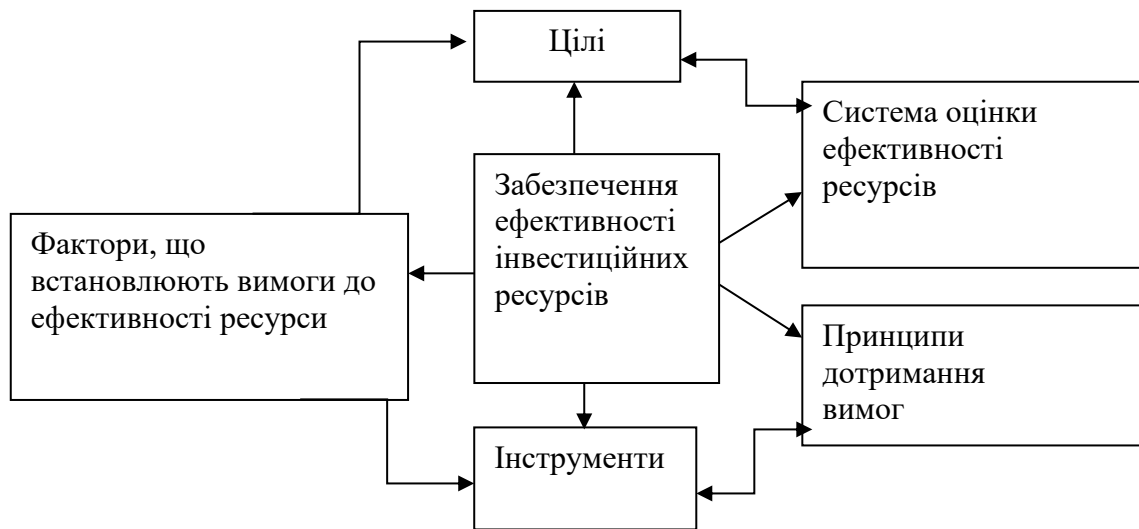 Цілі
Система оцінки
ефективності
ресурсів
Забезпечення
ефективності
інвестиційних
ресурсів
Фактори, що
встановлюють вимоги до
ефективності ресурси
Принципи
дотримання
вимог
Інструменти